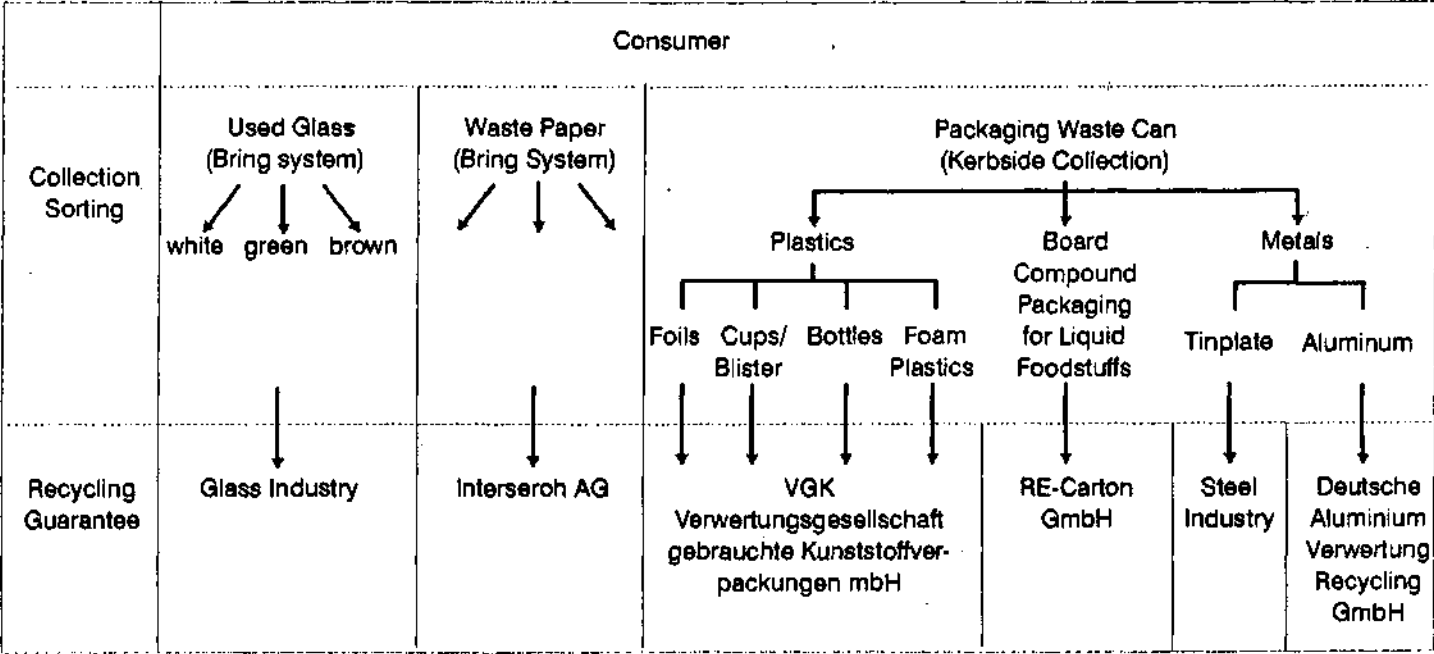 Consumer
Collection
Sorting
Used Glass
(Bring system)
white green brown
Waste Paper
(Bring System)
Packaging Waste Can
(Kerbside Collection)
Plastics
Foils
Cups/
Blister
Bottles
Foam
Plastics
Board
Compound
Packaging
for Liquid
Foodstuffs
Metals
Tinplate
Aluminum
Recycling
Guarantee
Glass Industry
Interseroh AG
VGK
Verwertungsgesellschaft
gebrauchte Kunststoffver-
packungen mbH
RE-Carton
GmbH
Steel
Industry
Deutsche
Aluminium
Verwertung
Recycling
GmbH